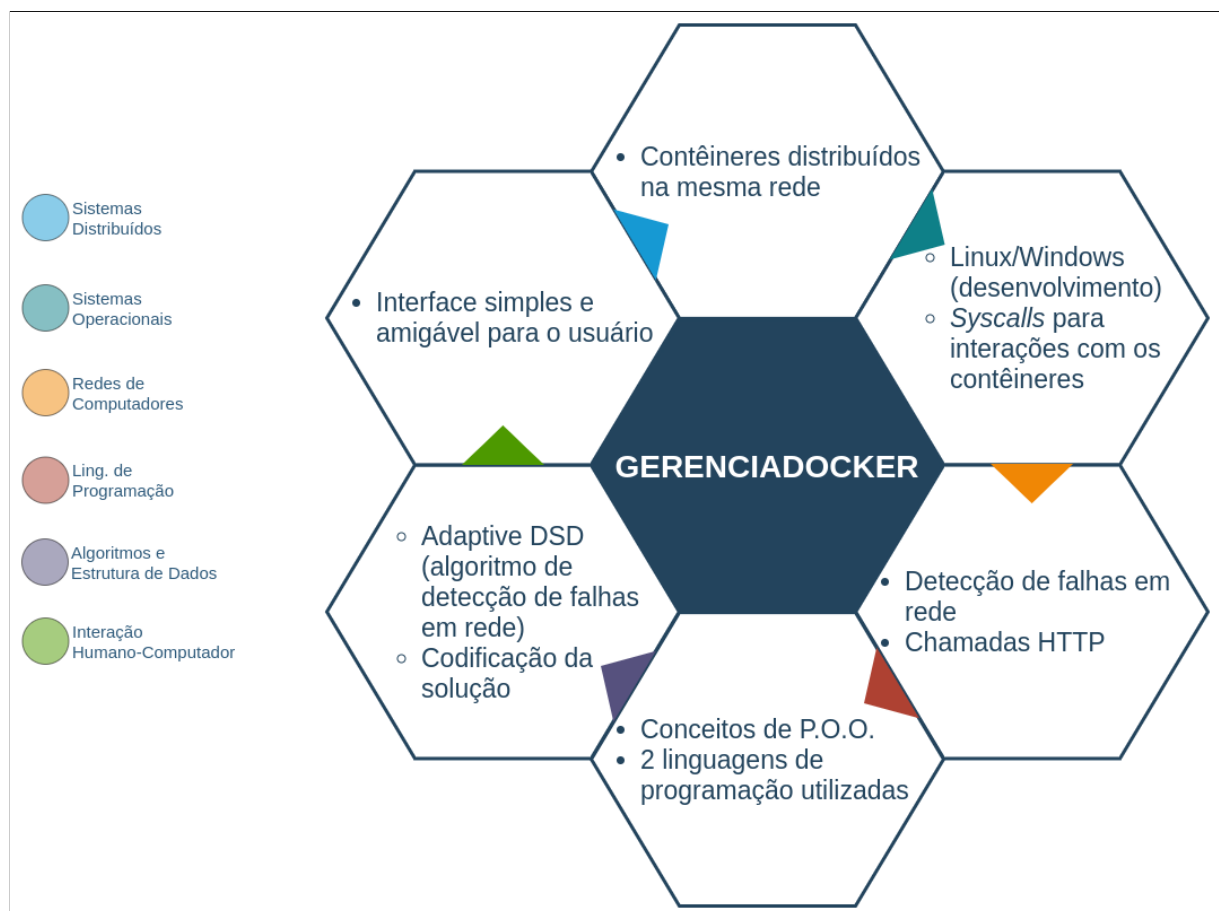 Sistemas
Distribuídos
Sistemas
Operacionais
Redes de
Computadores
Ling. de
Programação
Algoritmos e
Estrutura de Dados
Interação
Humano-Computador
• Contêineres distribuídos
na mesma rede
◦ Linux/Windows
(desenvolvimento)
◦ Syscalls para
interações com os
contêineres
• Detecção de falhas em
rede
• Chamadas HTTP
• Conceitos de P.O.O.
• 2 linguagens de
programação utilizadas
◦ Adaptive DSD
(algoritmo de
detecção de falhas
em rede)
◦ Codificação da
solução
• Interface simples e
amigável para o usuário
GERENCIADOCKER